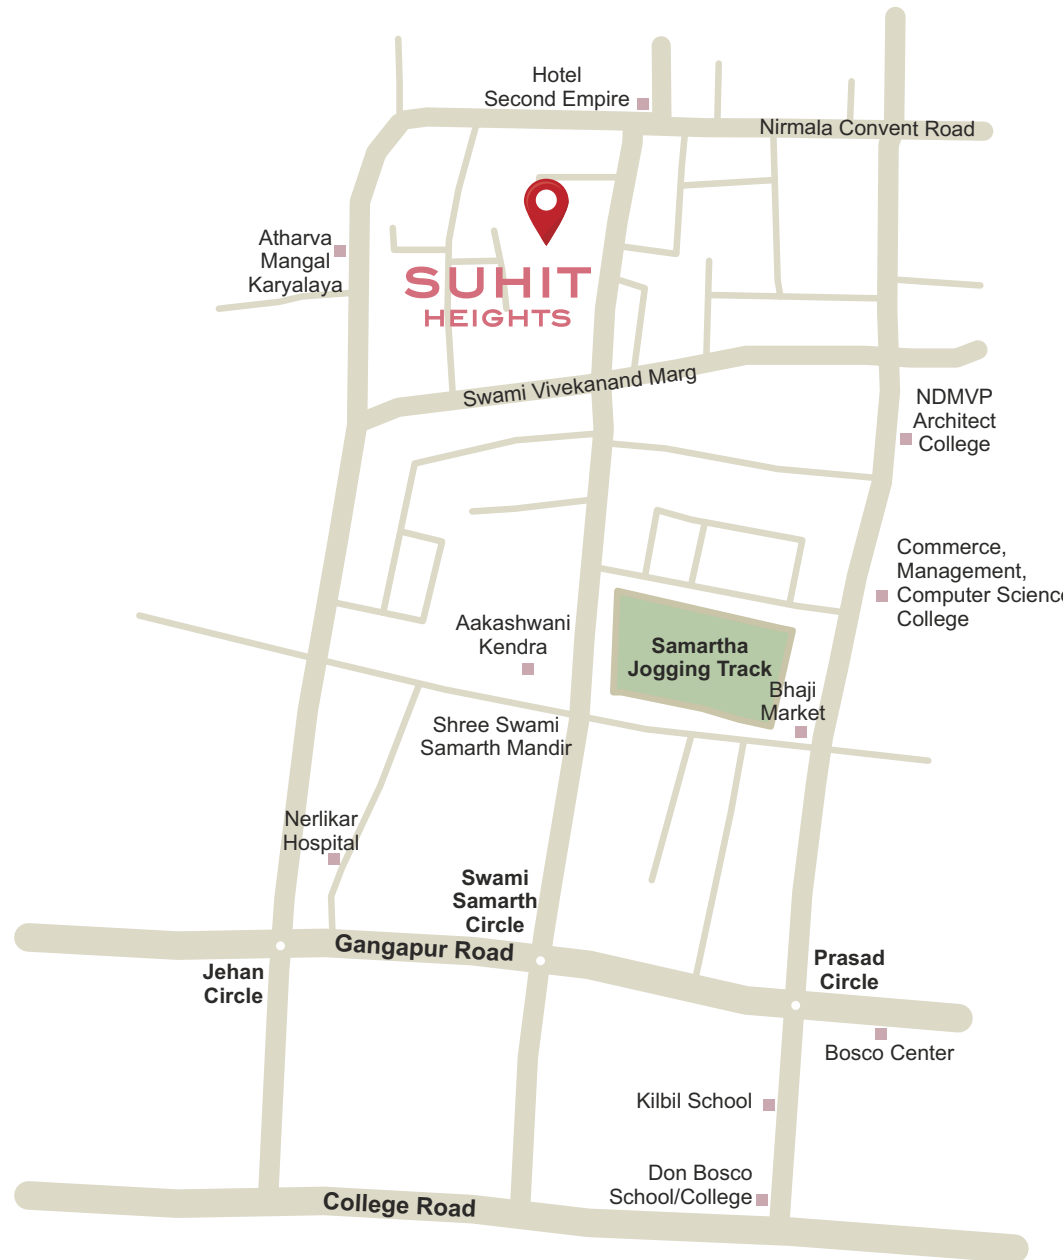 Hotel
Second Empire
Nirmala Convent Road
Atharva
Mangal
Karyalaya
SUHIT
HEIGHTS
Swami Vivekanand Marg
NDMVP
Architect
College
Commerce,
Management,
Computer Science
College
Aakashwani
Kendra
Samartha
Jogging Track
Bhaji
Market
Shree Swami
Samarth Mandir
Nerlikar
Hospital
Swami
Samarth
Circle
Gangapur Road
Jehan
Circle
Prasad
Circle
Bosco Center
Kilbil School
Don Bosco
School/College
College Road